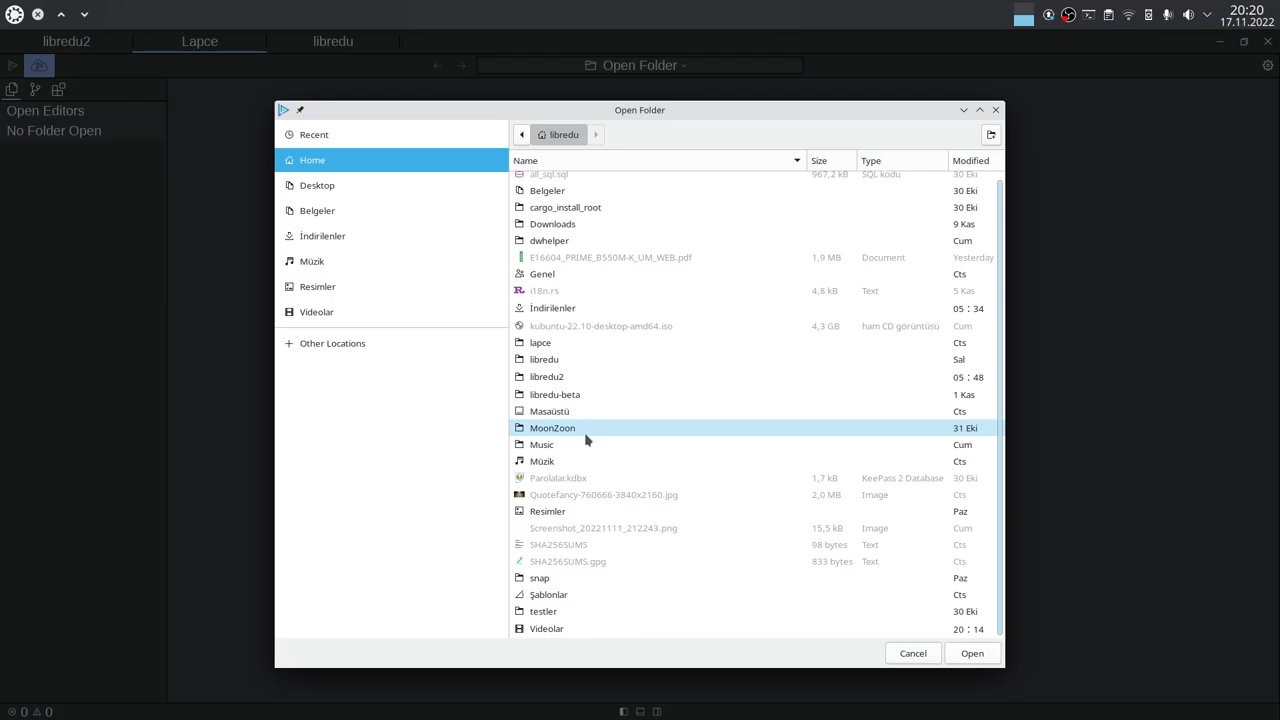 20:20
17.11.2022
libredu2 Lapce libredu
Open Folder
Open Editors
No Folder Open
Open Folder
Recent
Home
Desktop
Belgeler
İndirilenler
Müzik
Resimler
Videolar
Other Locations
libredu
Name Size Type Modified
all_sql.sql 967,2 kB SQL kodu 30 Eki
Belgeler 30 Eki
cargo_install_root 30 Eki
Downloads 9 Kas
dwhelper Cum
E16604_PRIME_B550M-K_UM_WEB.pdf 1,9 MB Document Yesterday
Genel Cts
i18n.rs 4,8 kB Text 5 Kas
İndirilenler 05:34
kubuntu-22.10-desktop-amd64.iso 4,3 GB ham CD görüntüsü Cum
lapce Cts
libredu Sal
libredu2 05:48
libredu-beta 1 Kas
Masaüstü Cts
MoonZoon 31 Eki
Music Cum
Müzik Cts
Parolalar.kdbx 1,7 kB KeePass 2 Database 30 Eki
Quotefancy-760666-3840x2160.jpg 2,0 MB Image Cts
Resimler Paz
Screenshot_20221111_212243.png 15,5 kB Image Cum
SHA256SUMS 98 bytes Text Cts
SHA256SUMS.gpg 833 bytes Text Cts
snap Paz
Şablonlar Cts
testler 30 Eki
Videolar 20:14
Cancel Open
0 0